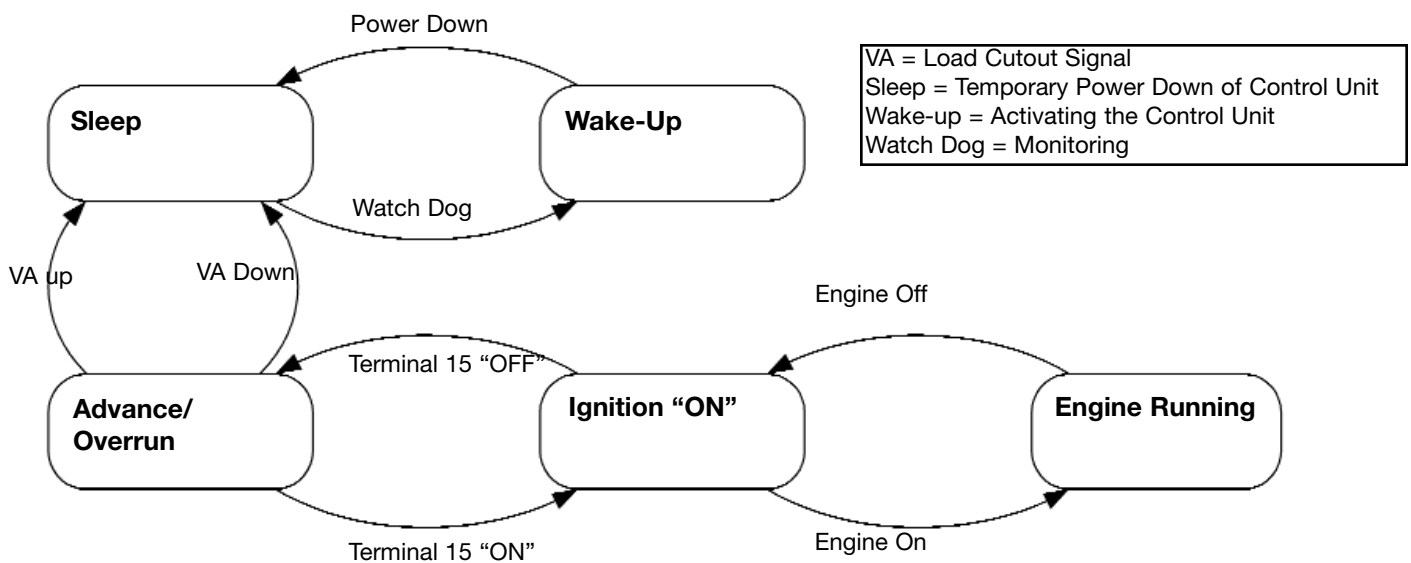 Power Down
VA = Load Cutout Signal
Sleep = Temporary Power Down of Control Unit
Wake-up = Activating the Control Unit
Watch Dog = Monitoring
Sleep
Wake-Up
Watch Dog
VA up
VA Down
Engine Off
Terminal 15 “OFF”
Advance/
Overrun
Ignition “ON”
Engine Running
Terminal 15 “ON”
Engine On